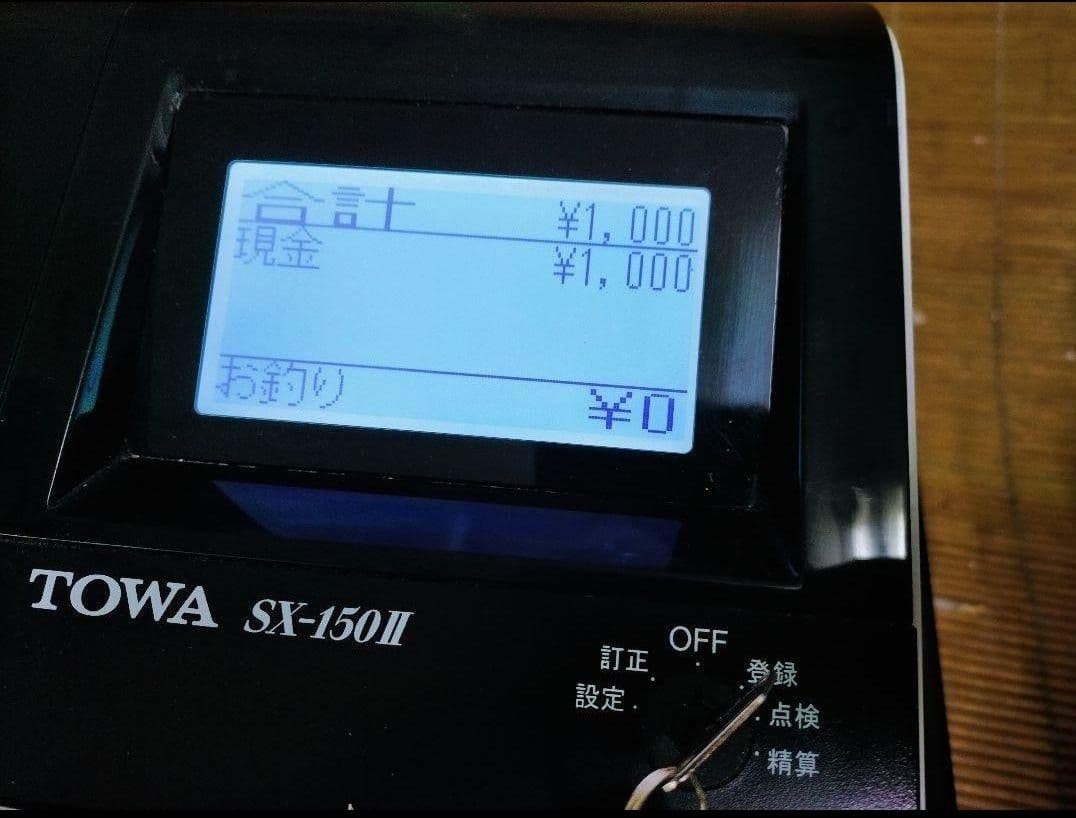 合計 ¥1,000
現金 ¥1,000
お釣り ¥0
TOWA SX-150II
OFF
訂正 登録
設定 点検
精算